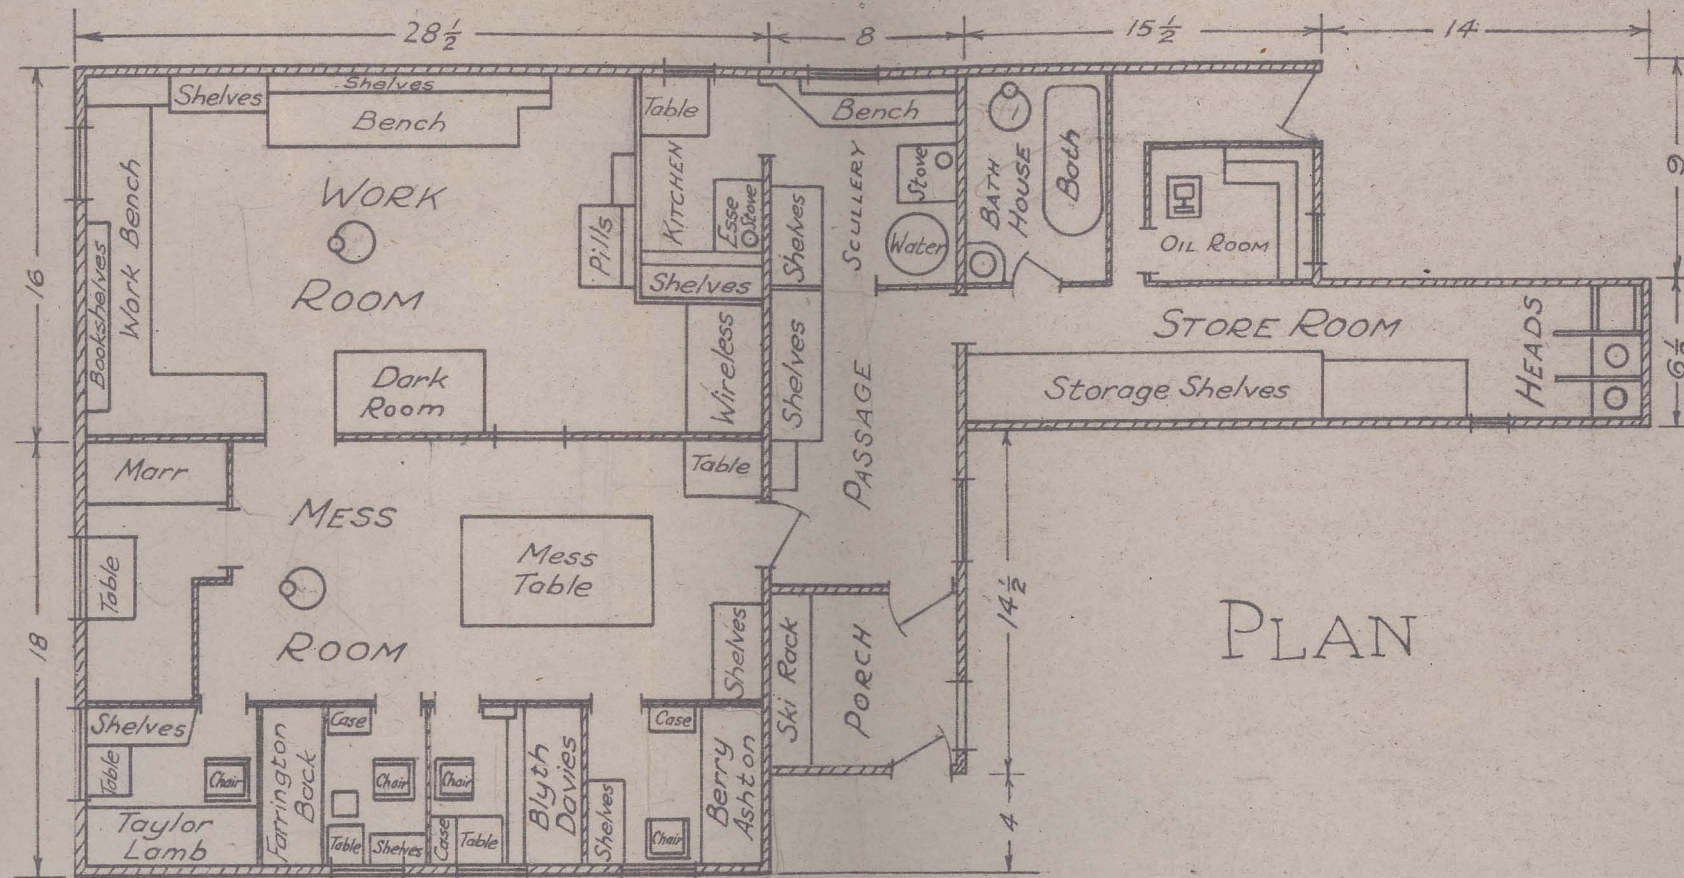 28½
8
15½
14
16
18
9
6½
14½
4
Shelves
Shelves
Bench
Work Bench
Bookshelves
WORK
ROOM
Pills
Dark
Room
Wireless
Table
KITCHEN
Esse
Stove
Shelves
Bench
SCULLERY
Stove
Water
Shelves
Shelves
PASSAGE
BATH
HOUSE
Bath
OIL ROOM
STORE ROOM
Storage Shelves
HEADS
Marr
Table
MESS
ROOM
Mess
Table
Table
Shelves
Ski Rack
PORCH
PLAN
Shelves
Table
Chair
Taylor
Lamb
Farrington
Back
Case
Chair
Table
Shelves
Chair
Case
Table
Blyth
Davies
Case
Shelves
Chair
Berry
Ashton